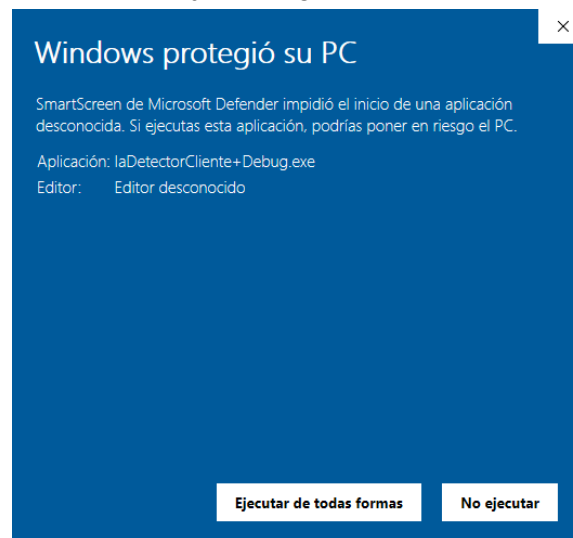 Windows protegió su PC
SmartScreen de Microsoft Defender impidió el inicio de una aplicación
desconocida. Si ejecutas esta aplicación, podrías poner en riesgo el PC.
Aplicación: IaDetectorCliente+Debug.exe
Editor: Editor desconocido
Ejecutar de todas formas No ejecutar